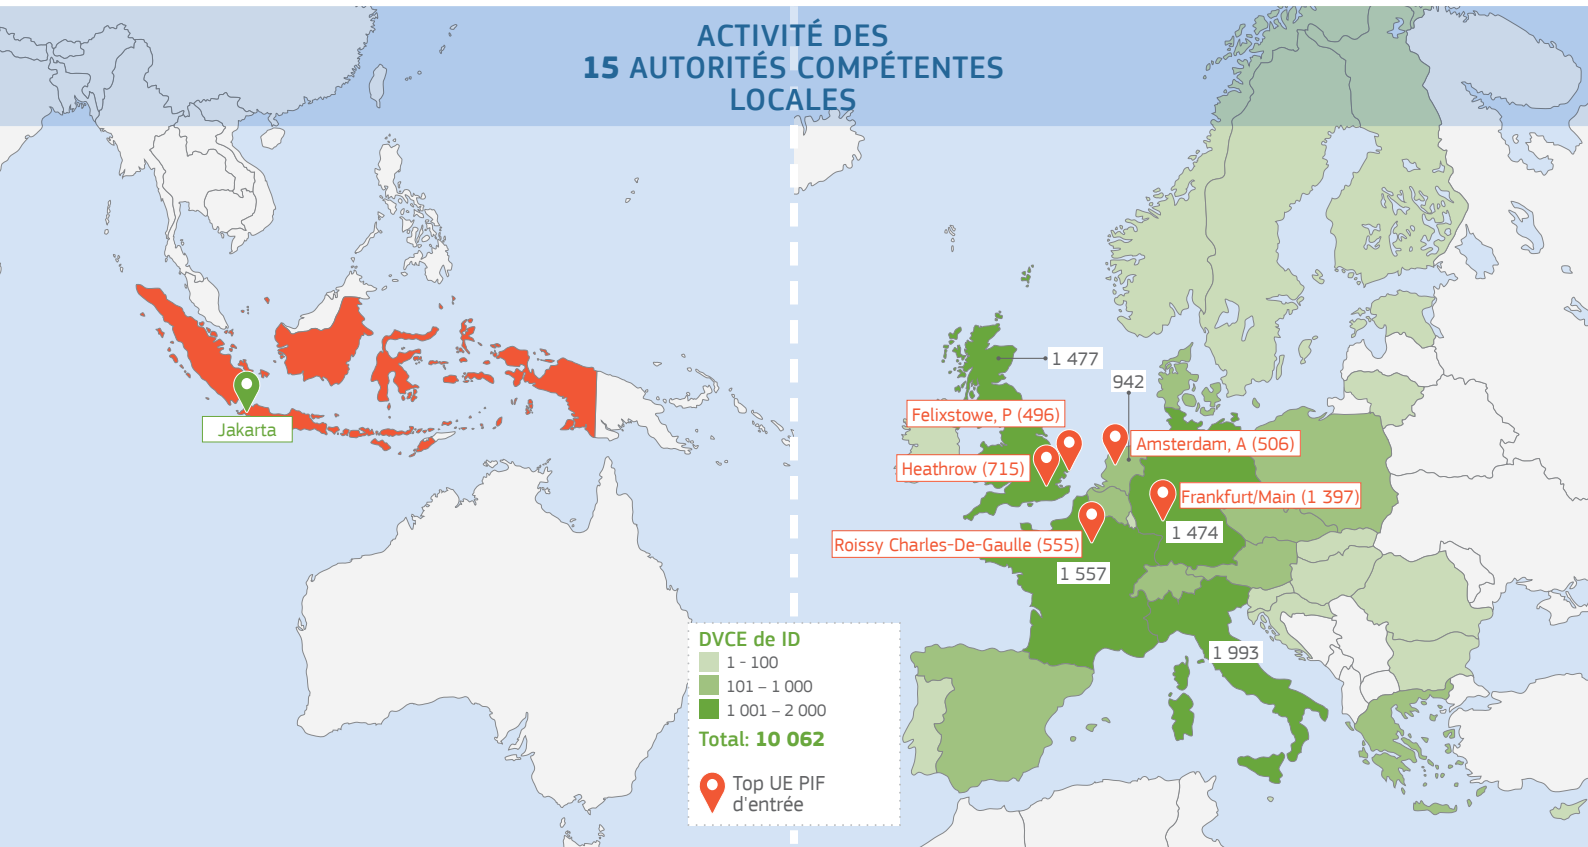 ACTIVITÉ DES
15 AUTORITÉS COMPÉTENTES
LOCALES
Jakarta
1 477
942
Felixstowe, P (496)
Amsterdam, A (506)
Heathrow (715)
Frankfurt/Main (1 397)
1 474
Roissy Charles-De-Gaulle (555)
1 557
1 993
DVCE de ID
1 - 100
101 – 1 000
1 001 – 2 000
Total: 10 062
Top UE PIF
d'entrée